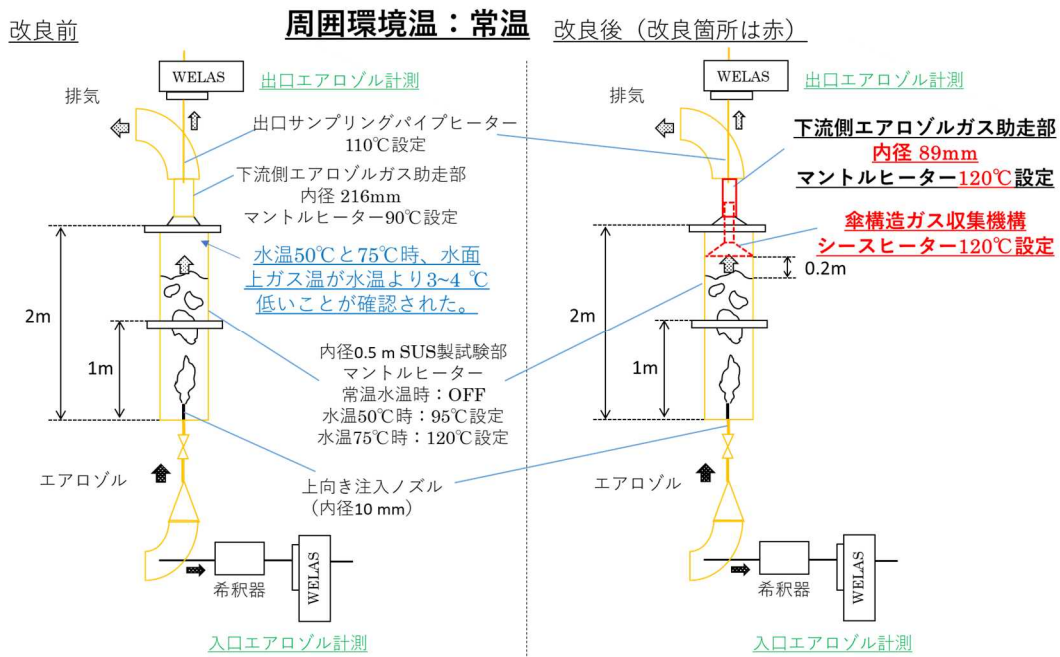 周囲環境温：常温
改良前
WELAS
出口エアロゾル計測
排気
出口サンプリングパイプヒーター
110℃設定
下流側エアロゾルガス助走部
内径 216mm
マントルヒーター90℃設定
水温50℃と75℃時、水面
上ガス温が水温より3~4 ℃
低いことが確認された。
2m
1m
内径0.5 m SUS製試験部
マントルヒーター
常温水温時：OFF
水温50℃時：95℃設定
水温75℃時：120℃設定
エアロゾル
上向き注入ノズル
（内径10 mm）
希釈器
WELAS
入口エアロゾル計測
改良後（改良箇所は赤）
WELAS
出口エアロゾル計測
排気
下流側エアロゾルガス助走部
内径 89mm
マントルヒーター120℃設定
傘構造ガス収集機構
シースヒーター120℃設定
0.2m
2m
1m
エアロゾル
希釈器
WELAS
入口エアロゾル計測